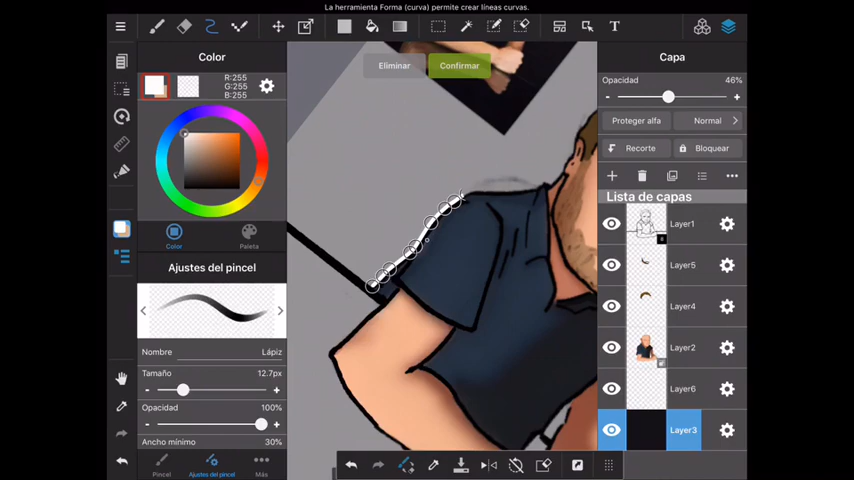 La herramienta Forma (curva) permite crear líneas curvas.
T
Color
R:255
G:255
B:255
Color
Paleta
Ajustes del pincel
Nombre
Lápiz
Tamaño
12.7px
-
+
Opacidad
100%
-
+
Ancho mínimo
30%
Pincel
Ajustes del pincel
Más
Eliminar
Confirmar
Capa
Opacidad
46%
-
+
Proteger alfa
Normal
Recorte
Bloquear
Lista de capas
Layer1
8
Layer5
Layer4
Layer2
Layer6
Layer3